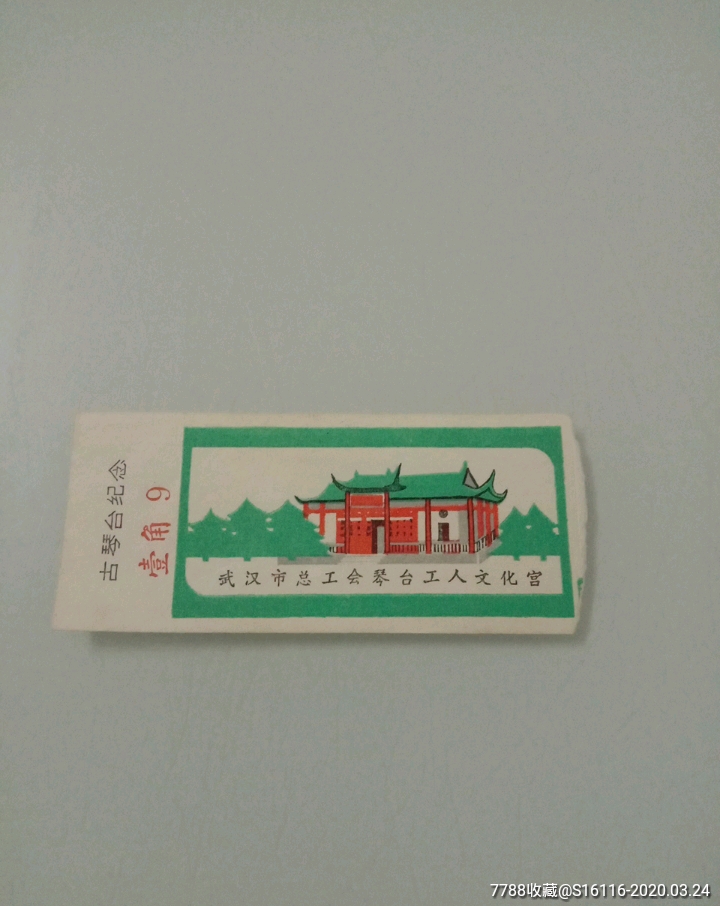 古琴台纪念
壹角 9
武汉市总工会琴台工人文化宫
7788收藏@S16116-2020.03.24